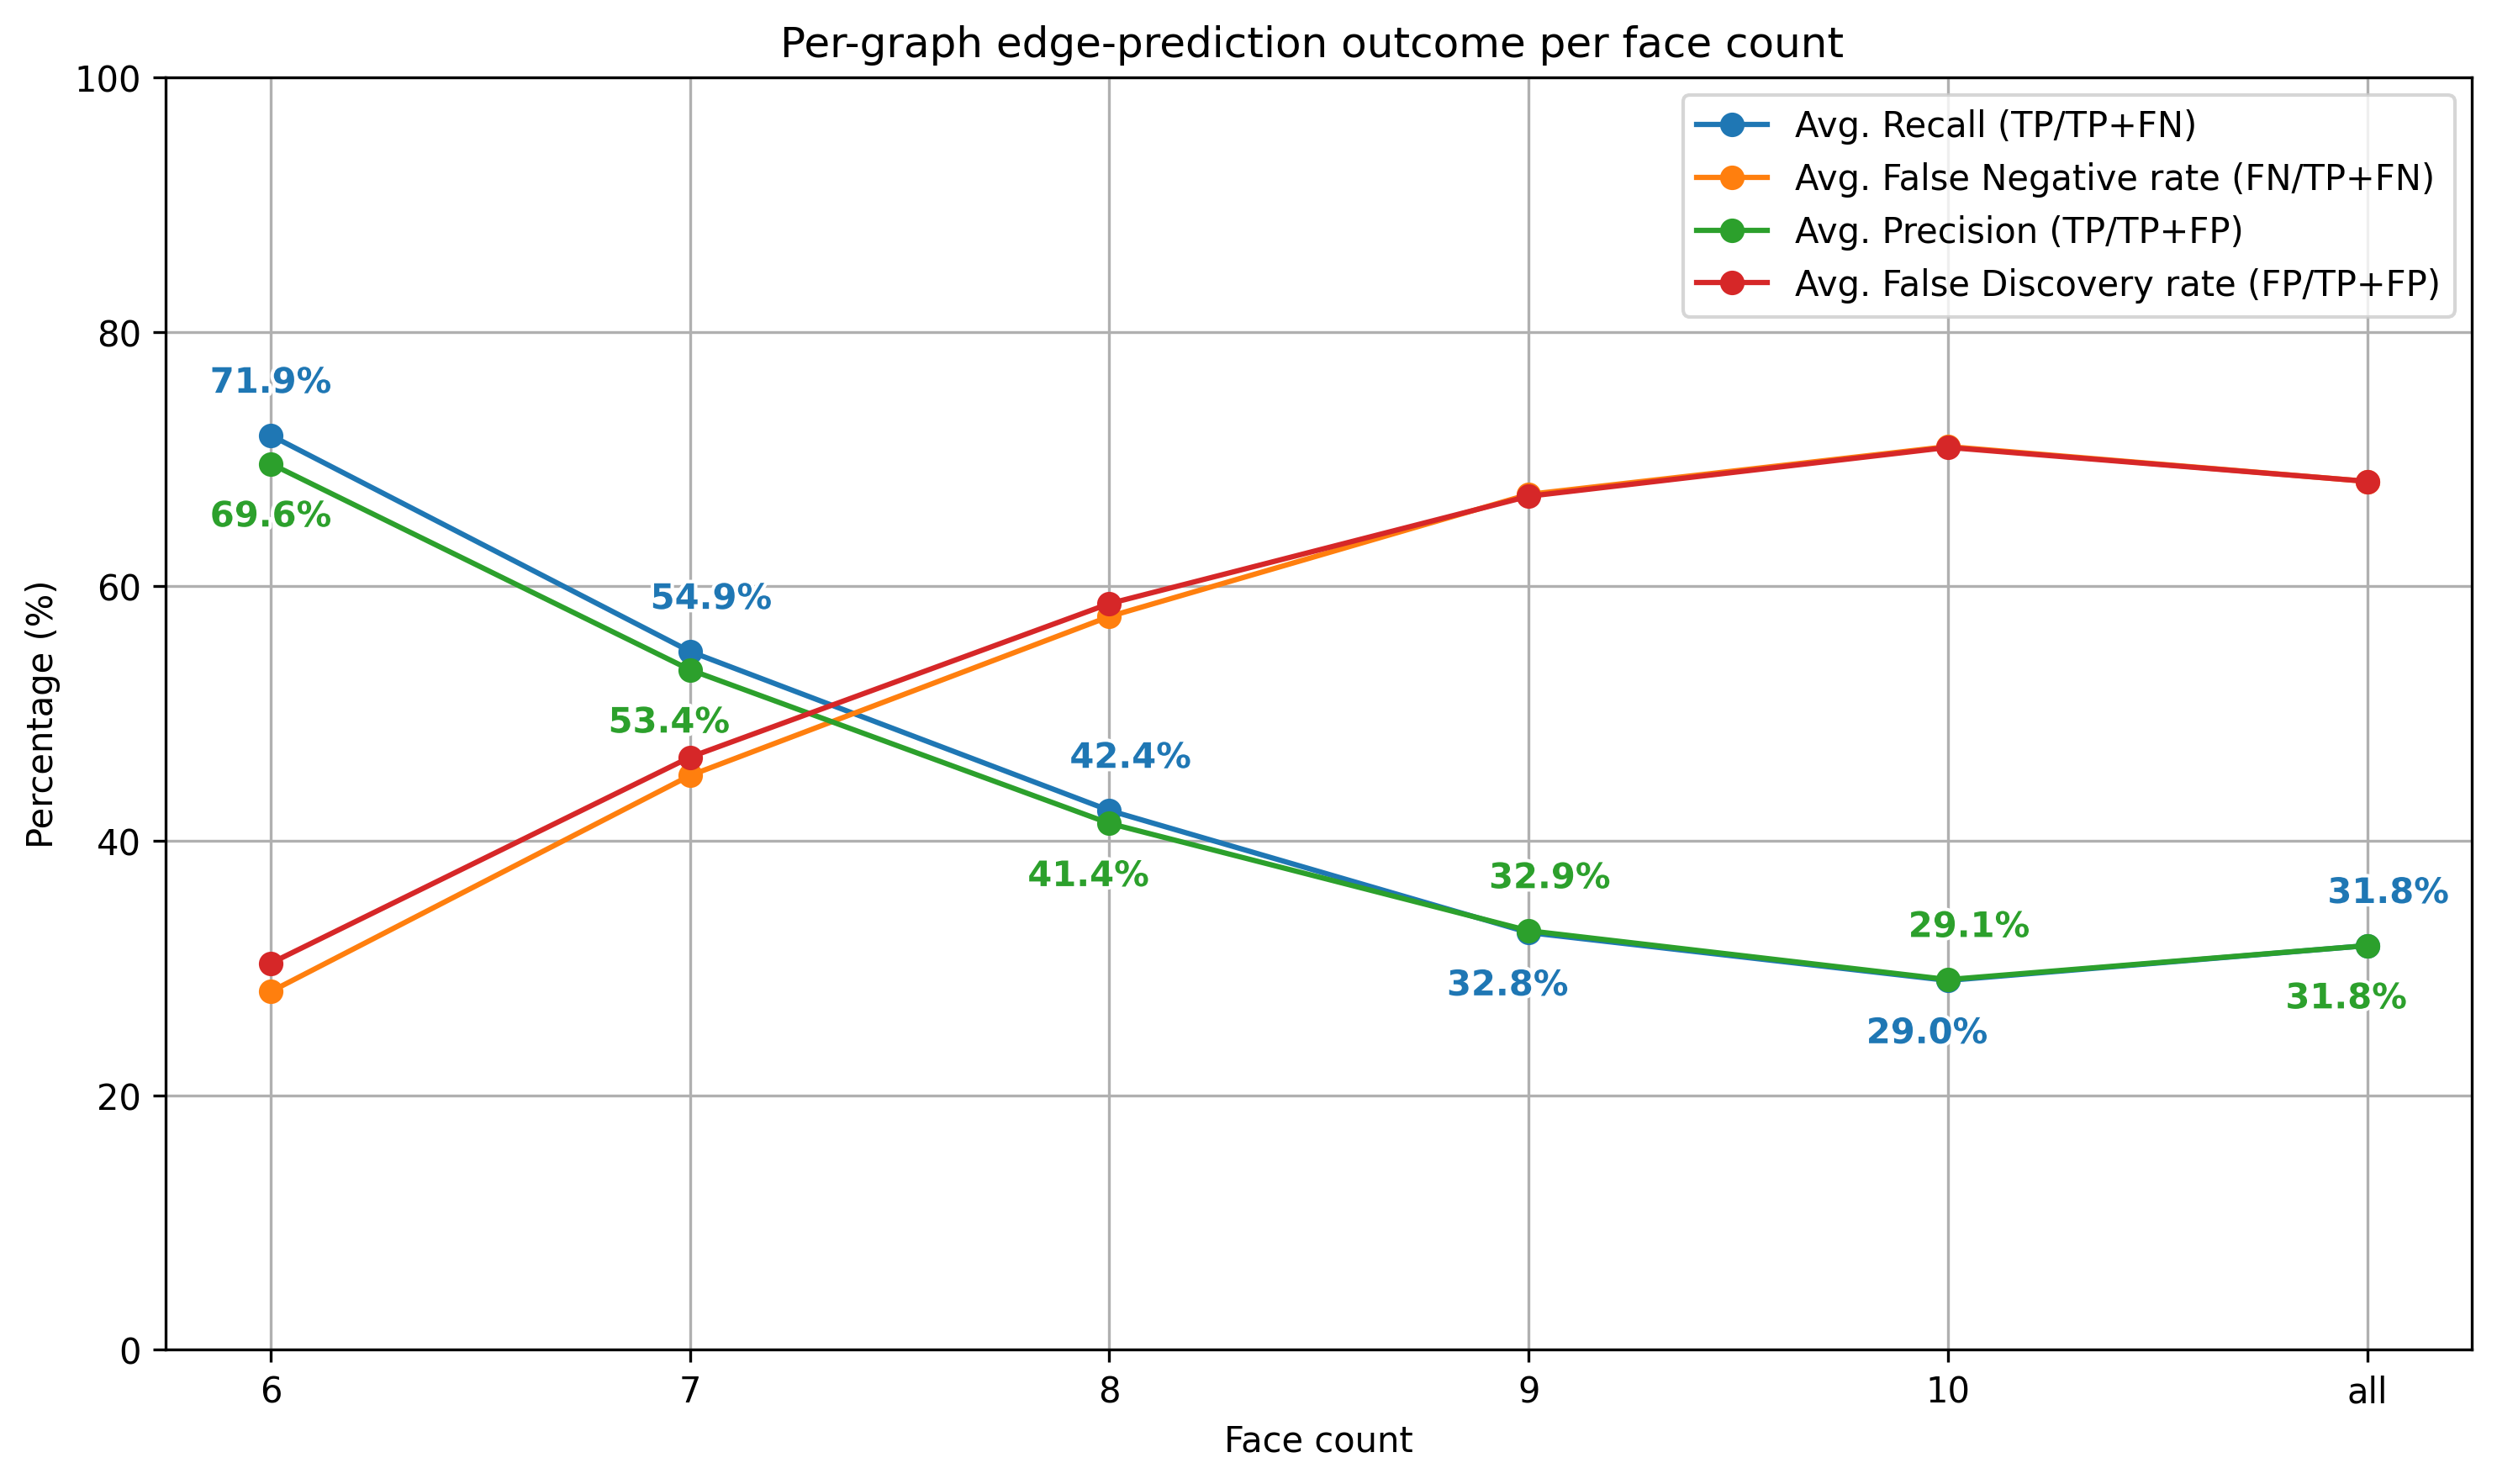 Per-graph edge-prediction outcome per face count
Percentage (%)
100
80
60
40
20
0
Avg. Recall (TP/TP+FN)
Avg. False Negative rate (FN/TP+FN)
Avg. Precision (TP/TP+FP)
Avg. False Discovery rate (FP/TP+FP)
71.9%
69.6%
54.9%
53.4%
42.4%
41.4%
32.9%
32.8%
29.1%
29.0%
31.8%
31.8%
6
7
8
9
10
all
Face count